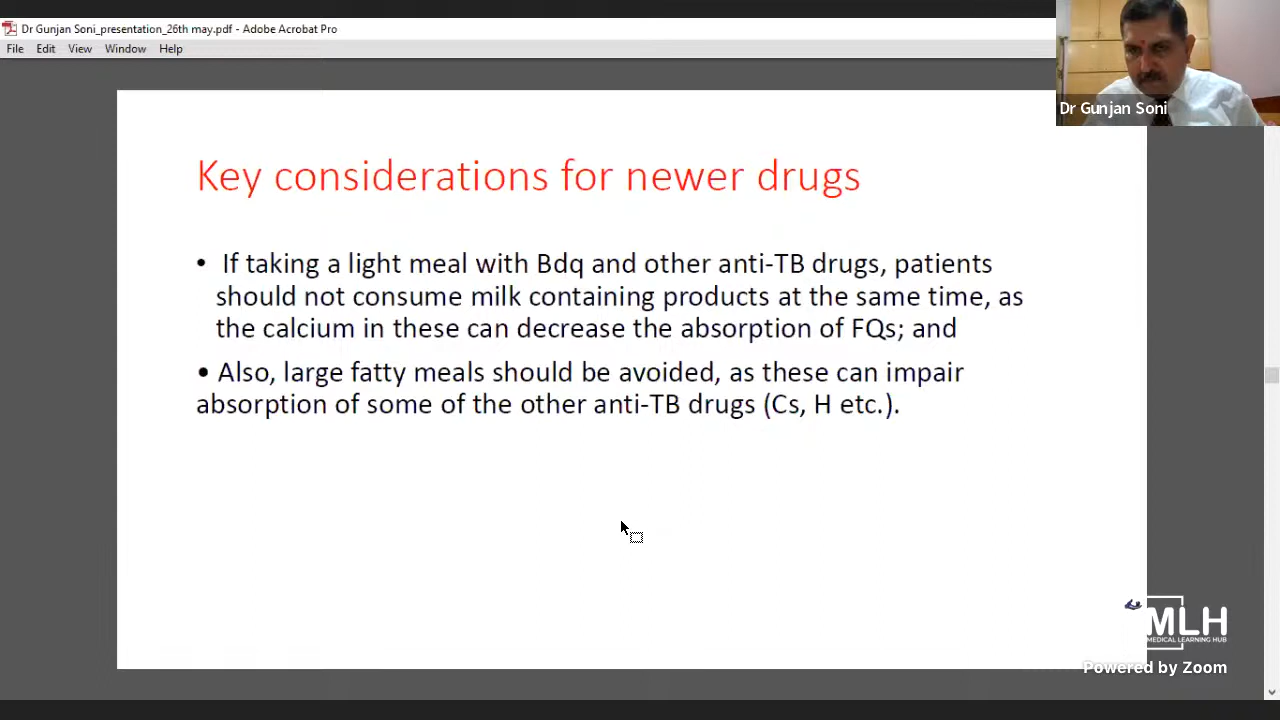 Dr Gunjan Soni_presentation_26th may.pdf - Adobe Acrobat Pro
File Edit View Window Help
Dr Gunjan Soni
Key considerations for newer drugs
• If taking a light meal with Bdq and other anti-TB drugs, patients
should not consume milk containing products at the same time, as
the calcium in these can decrease the absorption of FQs; and
• Also, large fatty meals should be avoided, as these can impair
absorption of some of the other anti-TB drugs (Cs, H etc.).
MLH
MEDICAL LEARNING HUB
Powered by Zoom